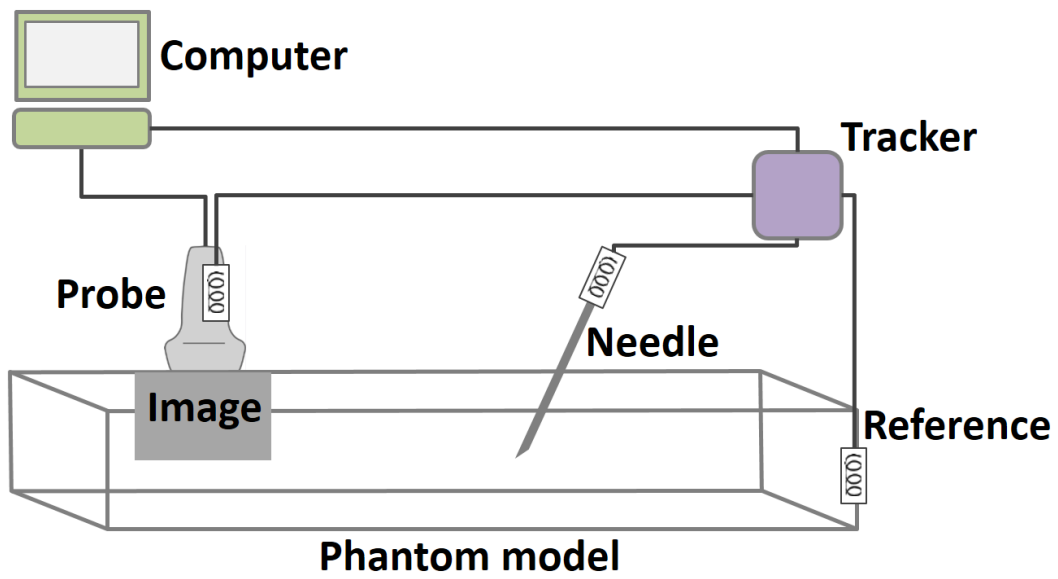 Computer
Tracker
Probe
Needle
Image
Reference
Phantom model